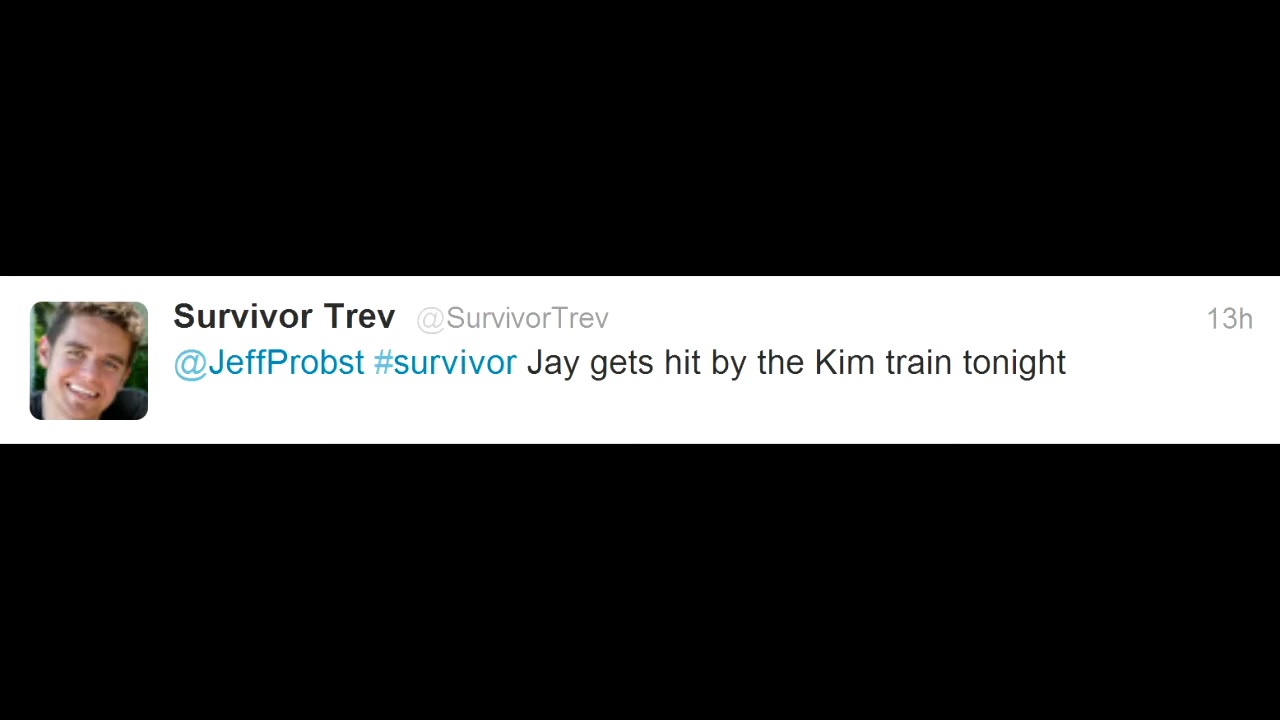 Survivor Trev @SurvivorTrev 13h
@JeffProbst #survivor Jay gets hit by the Kim train tonight